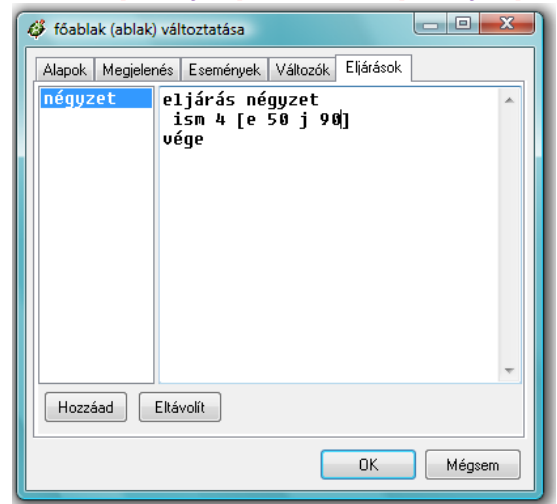 főablak (ablak) változtatása
Alapok Megjelenés Események Változók Eljárások
négyzet
eljárás négyzet
ism 4 [e 50 j 90]
vége
Hozzáad Eltávolít
OK Mégsem